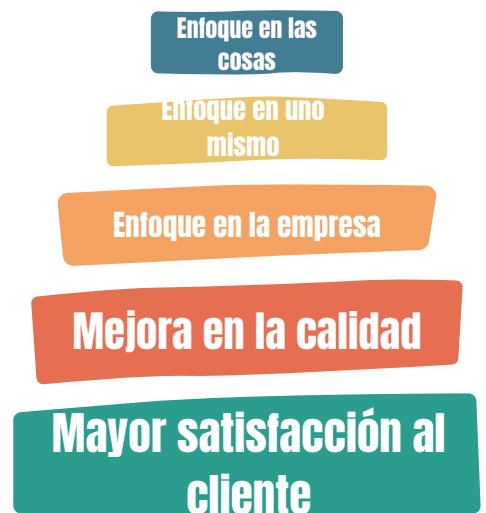 Enfoque en las
cosas
Enfoque en uno
mismo
Enfoque en la empresa
Mejora en la calidad
Mayor satisfacción al
cliente